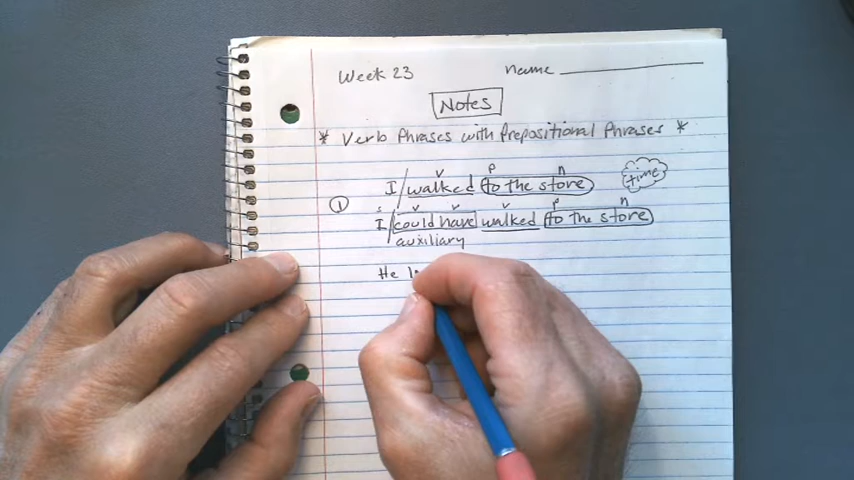 Week 23 name
Notes
* Verb Phrases with Prepositional Phrases *
v p n
I/walked to the store time
1
s v v v p n
I/could have walked to the store
auxiliary
He